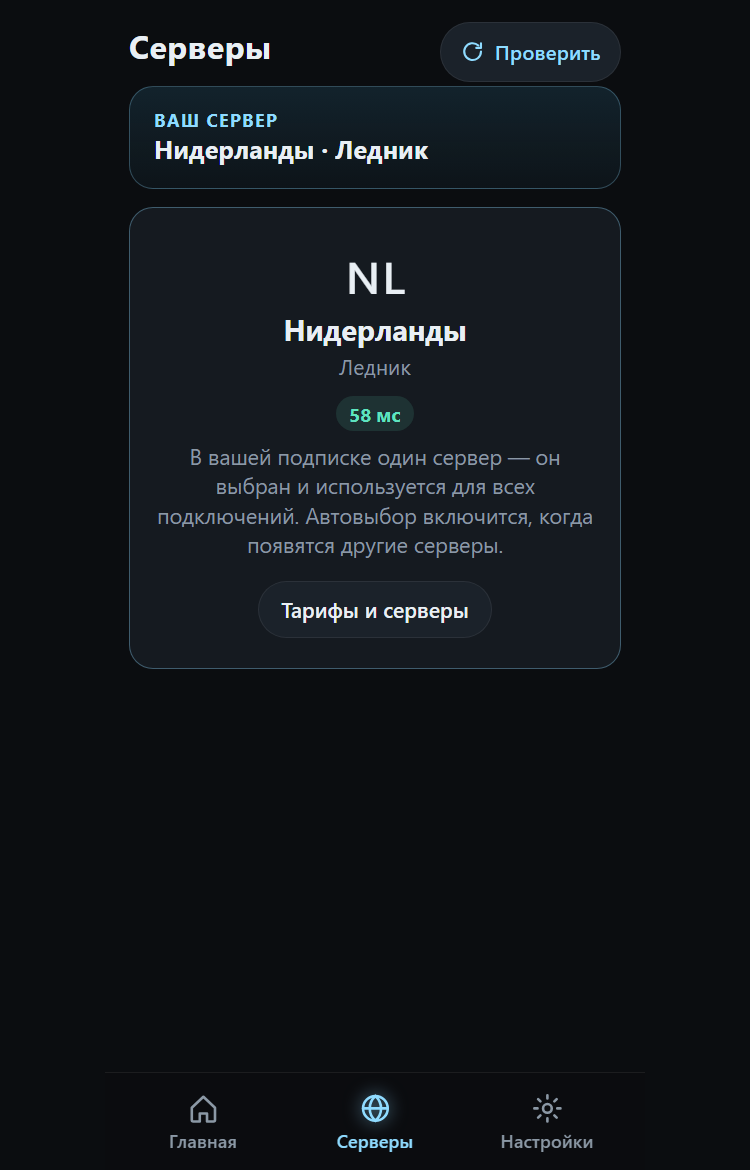 Серверы
Проверить
ВАШ СЕРВЕР
Нидерланды · Ледник
NL
Нидерланды
Ледник
58 мс
В вашей подписке один сервер — он
выбран и используется для всех
подключений. Автовыбор включится, когда
появятся другие серверы.
Тарифы и серверы
Главная
Серверы
Настройки